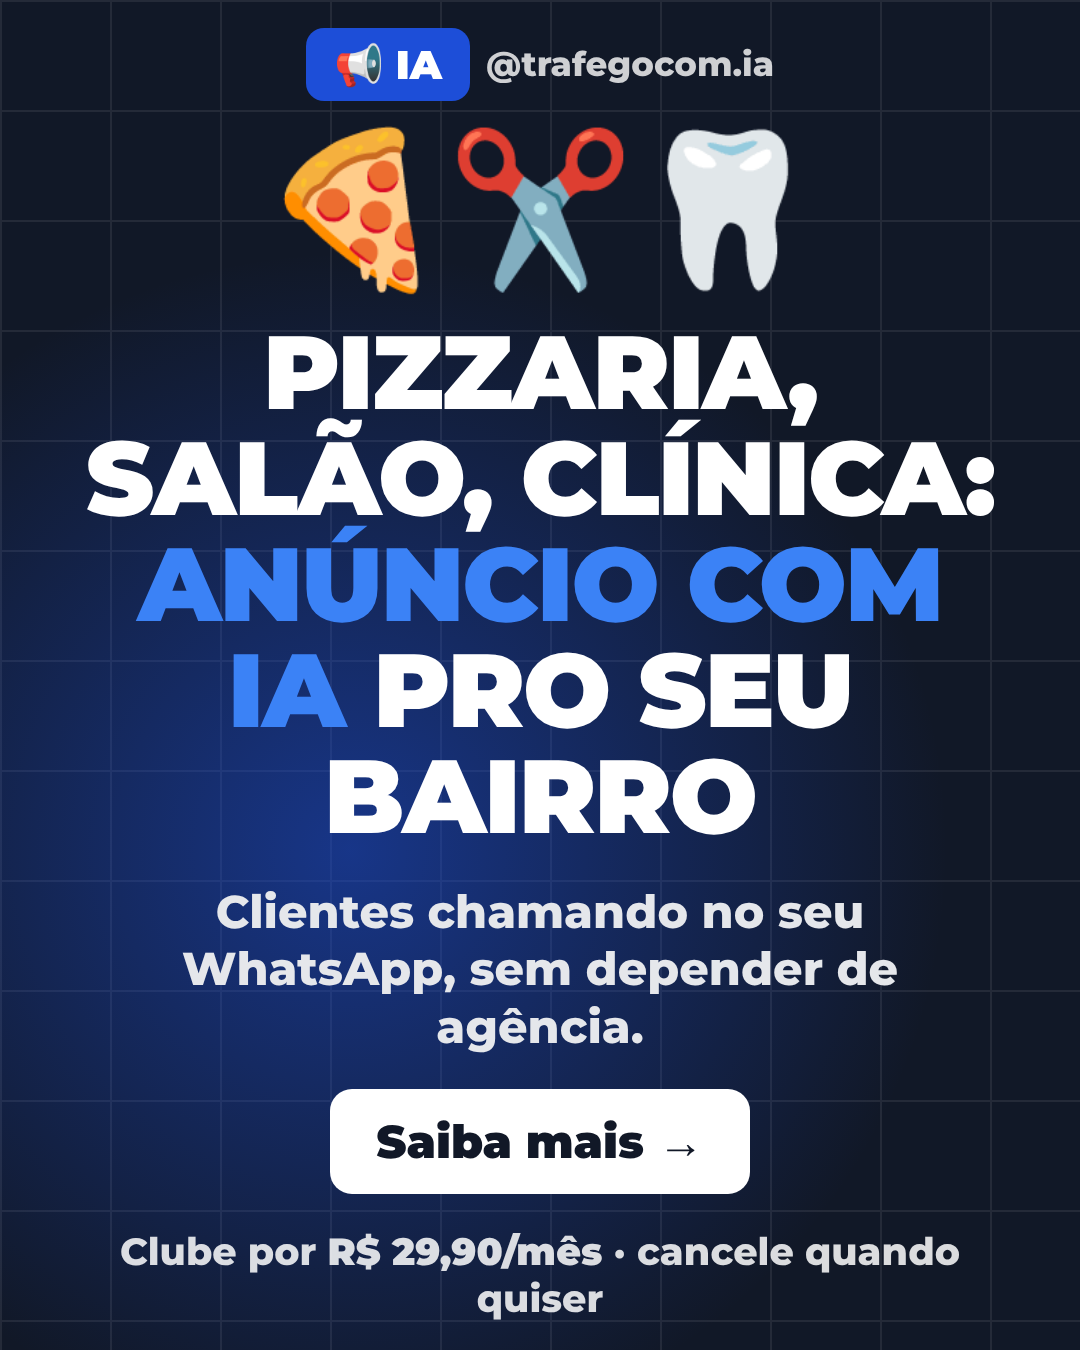 📢 IA @trafegocom.ia
PIZZARIA,
SALÃO, CLÍNICA:
ANÚNCIO COM
IA PRO SEU
BAIRRO
Clientes chamando no seu
WhatsApp, sem depender de
agência.
Saiba mais →
Clube por R$ 29,90/mês • cancele quando
quiser